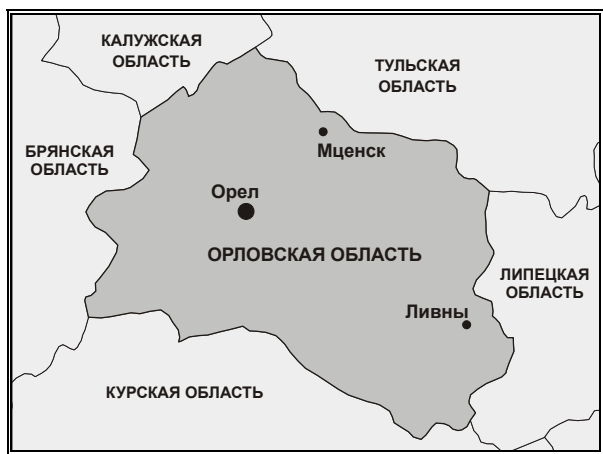 КАЛУЖСКАЯ
ОБЛАСТЬ
ТУЛЬСКАЯ
ОБЛАСТЬ
БРЯНСКАЯ
ОБЛАСТЬ
Мценск
Орел
ОРЛОВСКАЯ ОБЛАСТЬ
ЛИПЕЦКАЯ
ОБЛАСТЬ
Ливны
КУРСКАЯ ОБЛАСТЬ